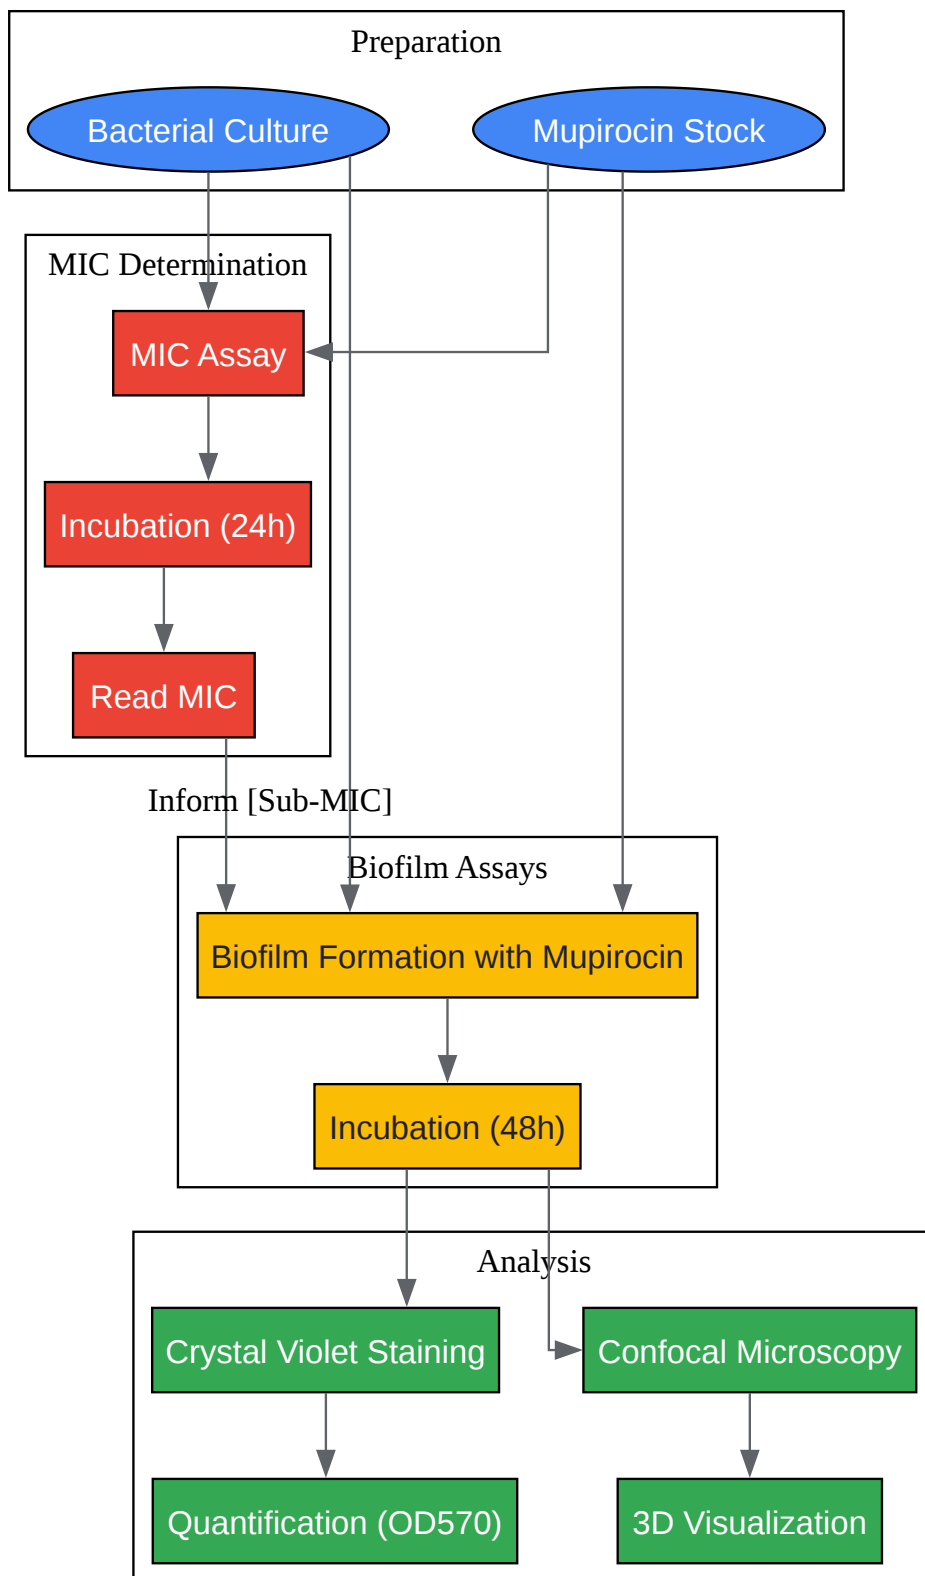 Preparation
Bacterial Culture
Mupirocin Stock
MIC Determination
MIC Assay
Incubation (24h)
Read MIC
Inform [Sub-MIC]
Biofilm Assays
Biofilm Formation with Mupirocin
Incubation (48h)
Analysis
Crystal Violet Staining
Confocal Microscopy
Quantification (OD570)
3D Visualization